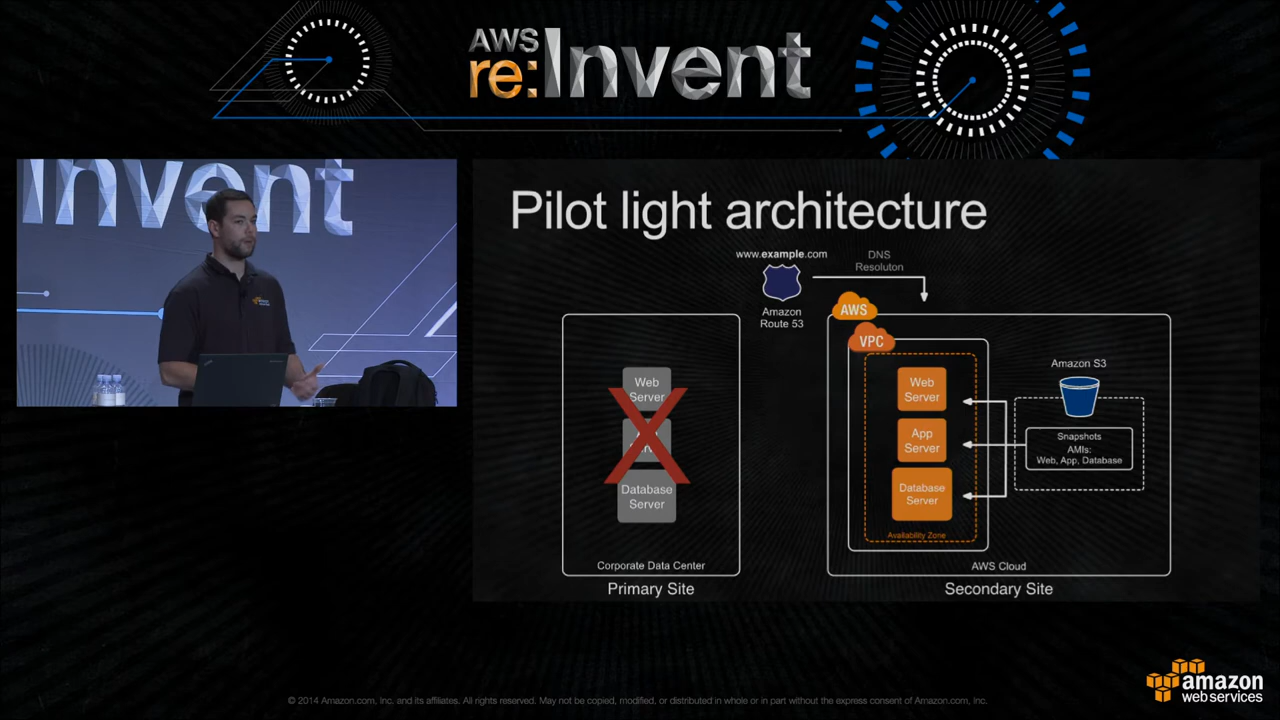 AWS
re:Invent
Invent
Pilot light architecture
www.example.com
DNS
Resoluton
Amazon
Route 53
AWS
VPC
Amazon S3
Web
Server
Web
Server
App
Server
Snapshots
AMIs:
Web, App, Database
Database
Server
Database
Server
Availability Zone
Corporate Data Center
AWS Cloud
Primary Site
Secondary Site
amazon
web services
© 2014 Amazon.com, Inc. and its affiliates. All rights reserved. May not be copied, modified, or distributed in whole or in part without the express consent of Amazon.com, Inc.